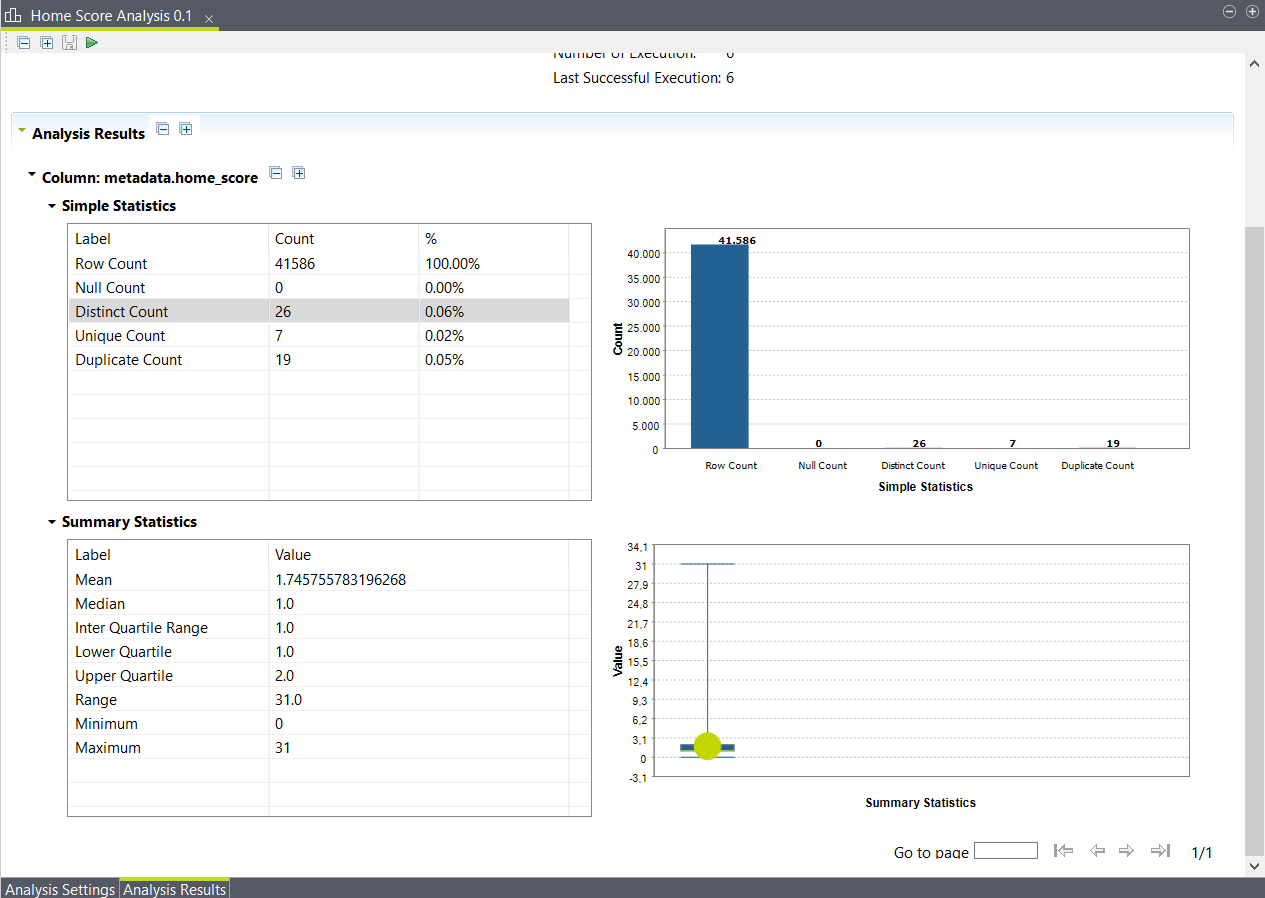 Home Score Analysis 0.1
Number of Execution: 6
Last Successful Execution: 6
Analysis Results
Column: metadata.home_score
Simple Statistics
Label Count %
Row Count 41586 100.00%
Null Count 0 0.00%
Distinct Count 26 0.06%
Unique Count 7 0.02%
Duplicate Count 19 0.05%
41.586
40.000
35.000
30.000
25.000
20.000
15.000
10.000
5.000
0
Count
0 26 7 19
Row Count Null Count Distinct Count Unique Count Duplicate Count
Simple Statistics
Summary Statistics
Label Value
Mean 1.745755783196268
Median 1.0
Inter Quartile Range 1.0
Lower Quartile 1.0
Upper Quartile 2.0
Range 31.0
Minimum 0
Maximum 31
34,1
31
27,9
24,8
21,7
18,6
15,5
12,4
9,3
6,2
3,1
0
-3,1
Value
Summary Statistics
Go to page 1/1
Analysis Settings Analysis Results